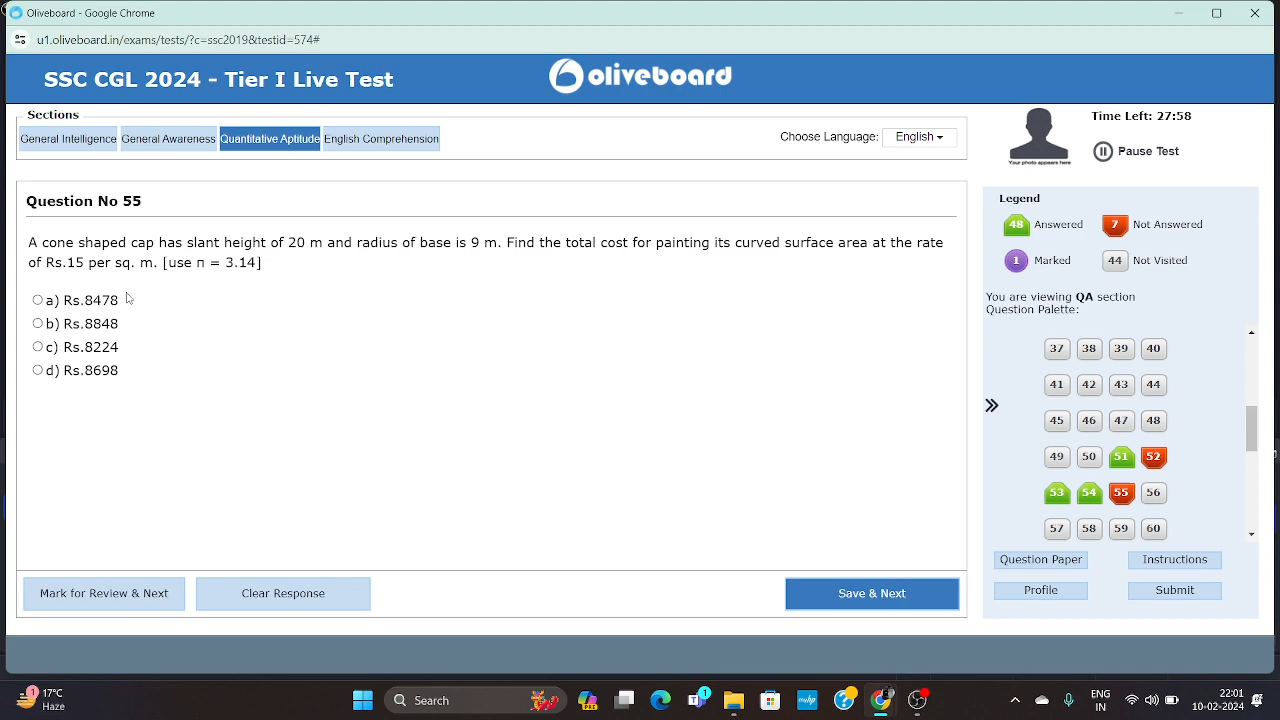 Oliveboard - Google Chrome
u1.oliveboard.in/exams/tests/?c=ssc2019&testid=574#
SSC CGL 2024 - Tier I Live Test
oliveboard
Sections
General Intelligence
General Awareness
Quantitative Aptitude
English Comprehension
Choose Language:
English
Your photo appears here
Time Left: 27:58
Pause Test
Question No 55
A cone shaped cap has slant height of 20 m and radius of base is 9 m. Find the total cost for painting its curved surface area at the rate
of Rs.15 per sq. m. [use п = 3.14]
a) Rs.8478
b) Rs.8848
c) Rs.8224
d) Rs.8698
Mark for Review & Next
Clear Response
Save & Next
Legend
48 Answered
7 Not Answered
1 Marked
44 Not Visited
You are viewing QA section
Question Palette:
37 38 39 40
41 42 43 44
45 46 47 48
49 50 51 52
53 54 55 56
57 58 59 60
Question Paper
Instructions
Profile
Submit
17°C
Haze
Search
ENG
IN
22:01
10-02-2024